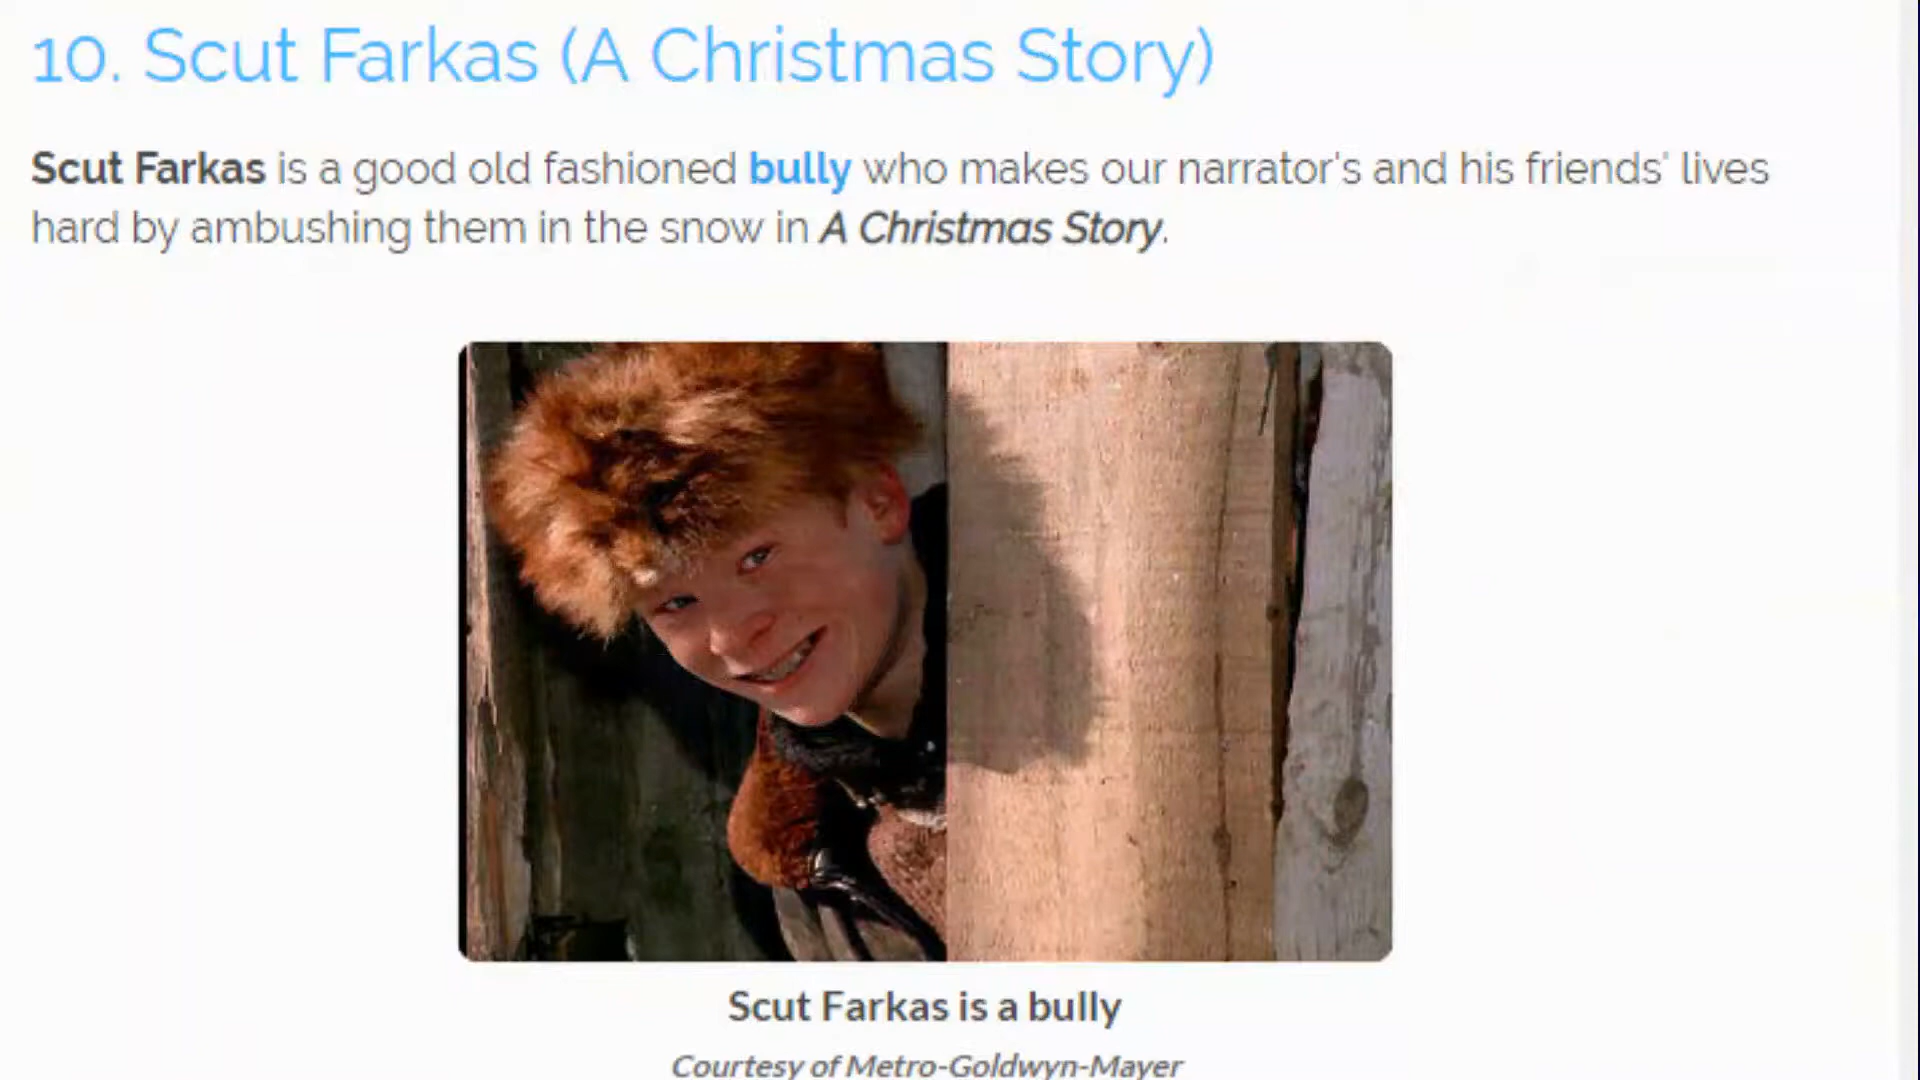 10. Scut Farkas (A Christmas Story)
Scut Farkas is a good old fashioned bully who makes our narrator's and his friends' lives
hard by ambushing them in the snow in A Christmas Story.
Scut Farkas is a bully
Courtesy of Metro-Goldwyn-Mayer